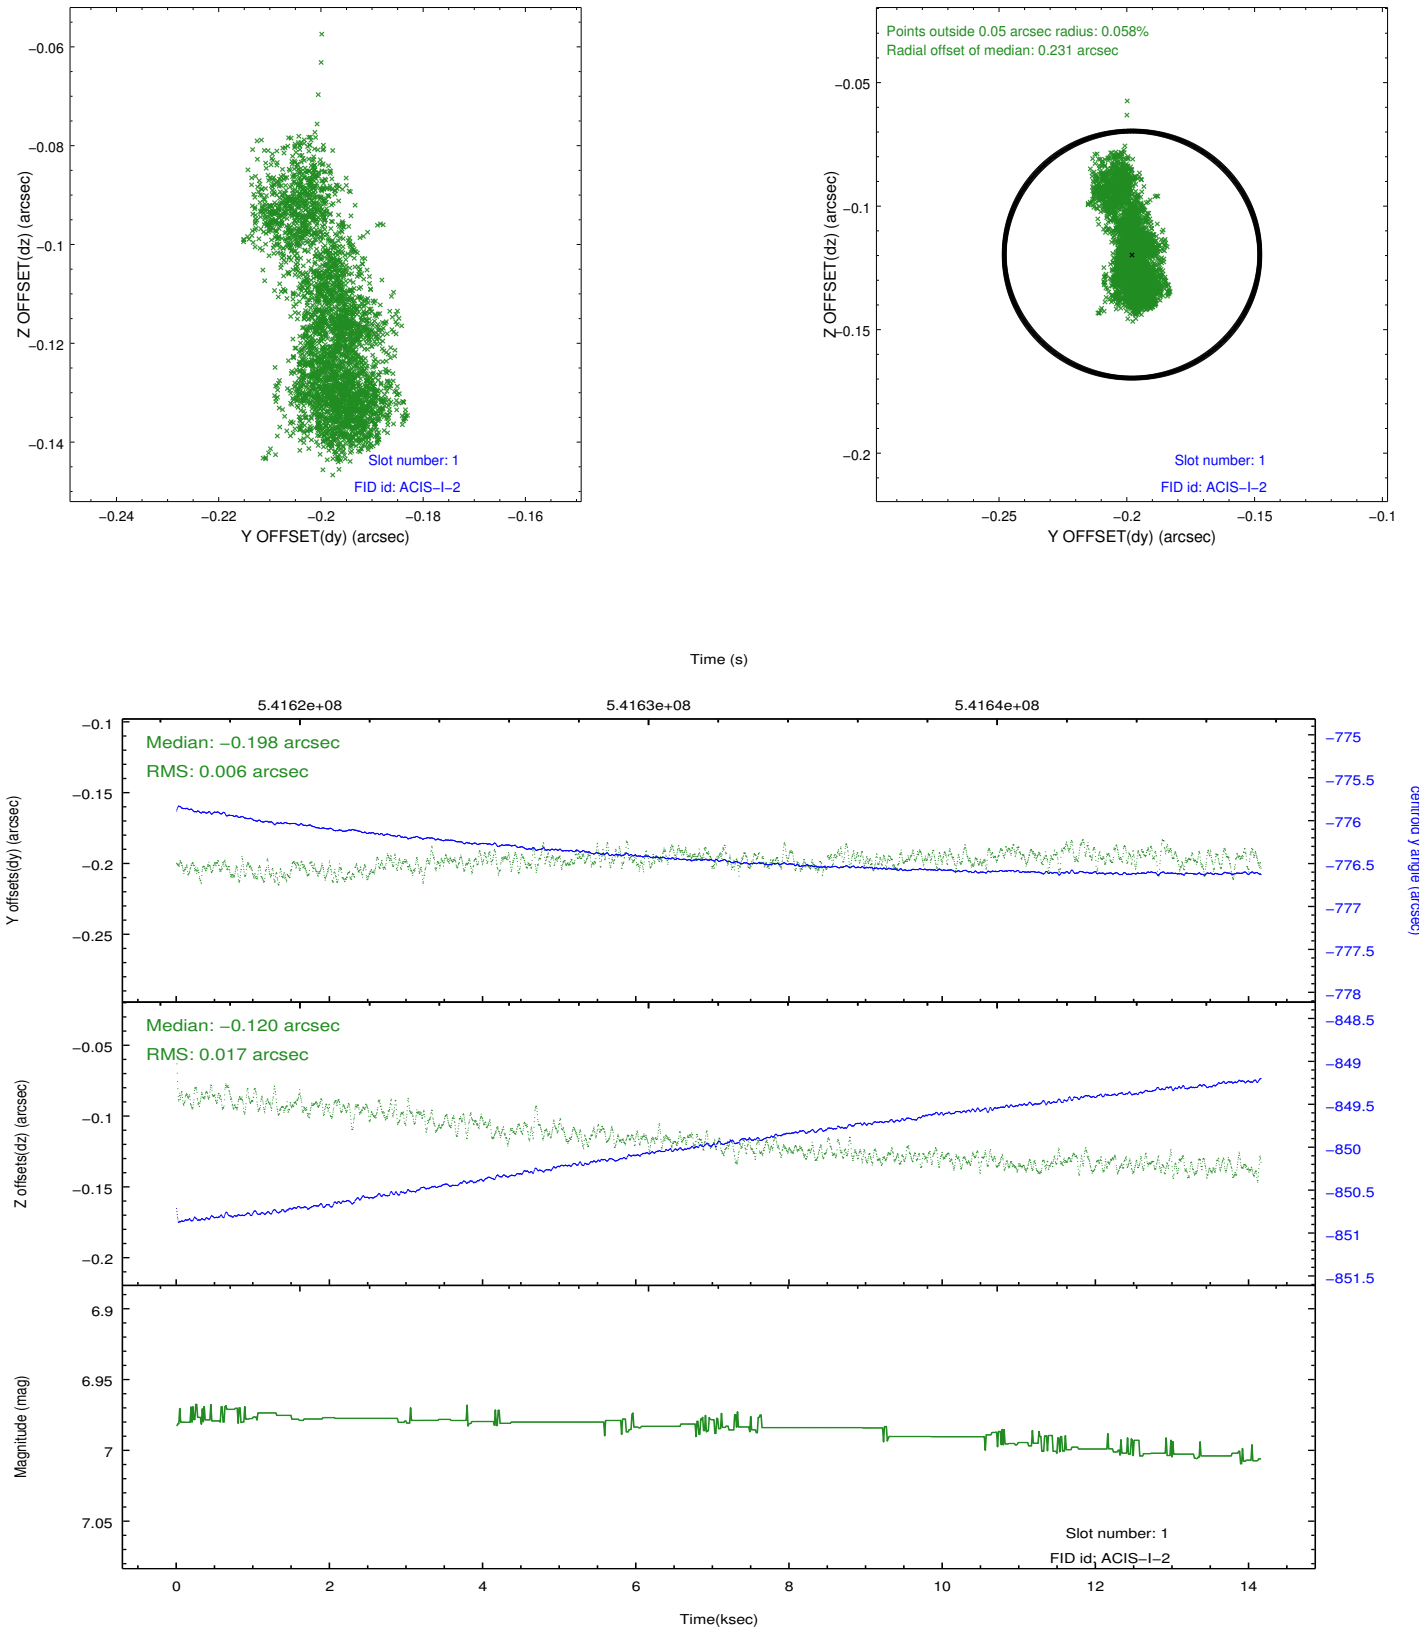 −0.06
−0.08
−0.1
−0.12
−0.14
Z OFFSET(dz) (arcsec)
Slot number: 1
FID id: ACIS−I−2
−0.24
−0.22
−0.2
−0.18
−0.16
Y OFFSET(dy) (arcsec)
Points outside 0.05 arcsec radius: 0.058%
Radial offset of median: 0.231 arcsec
−0.05
−0.1
−0.15
−0.2
Z OFFSET(dz) (arcsec)
Slot number: 1
FID id: ACIS−I−2
−0.25
−0.2
−0.15
−0.1
Y OFFSET(dy) (arcsec)
Time (s)
5.4162e+08
5.4163e+08
5.4164e+08
Median: −0.198 arcsec
RMS: 0.006 arcsec
−0.1
−0.15
−0.2
−0.25
Y offsets(dy) (arcsec)
−775
−775.5
−776
−776.5
−777
−777.5
−778
centroid y angle (arcsec)
Median: −0.120 arcsec
RMS: 0.017 arcsec
−0.05
−0.1
−0.15
−0.2
Z offsets(dz) (arcsec)
−848.5
−849
−849.5
−850
−850.5
−851
−851.5
6.9
6.95
7
7.05
Magnitude (mag)
Slot number: 1
FID id: ACIS−I−2
0
2
4
6
8
10
12
14
Time(ksec)